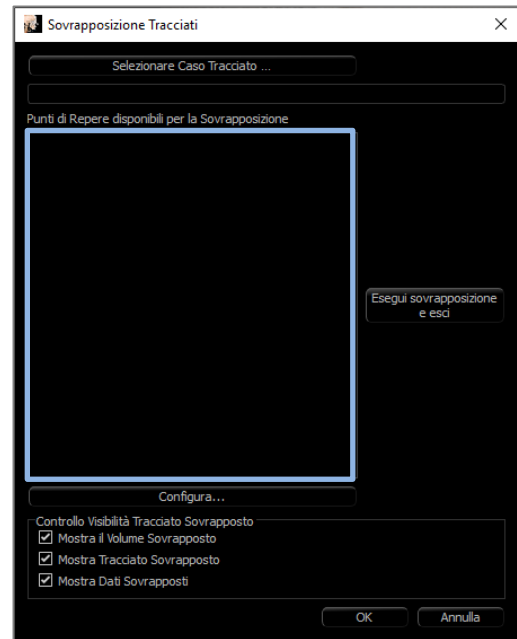 Sovrapposizione Tracciati
Selezionare Caso Tracciato ...
Punti di Repere disponibili per la Sovrapposizione
Esegui sovrapposizione
e esci
Configura...
Controllo Visibilità Tracciato Sovrapposto
Mostra il Volume Sovrapposto
Mostra Tracciato Sovrapposto
Mostra Dati Sovrapposti
OK
Annulla